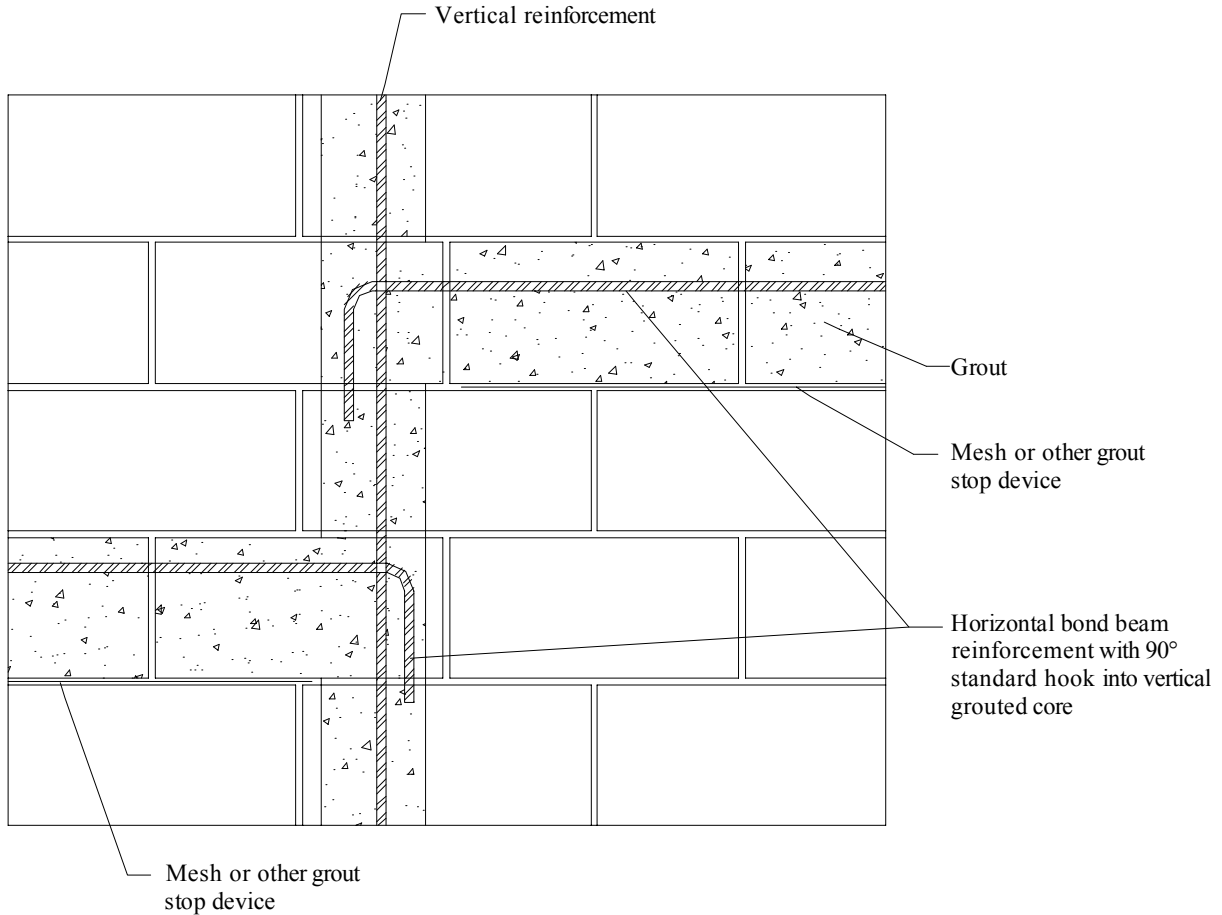 Vertical reinforcement
Grout
Mesh or other grout
stop device
Horizontal bond beam
reinforcement with 90°
standard hook into vertical
grouted core
Mesh or other grout
stop device